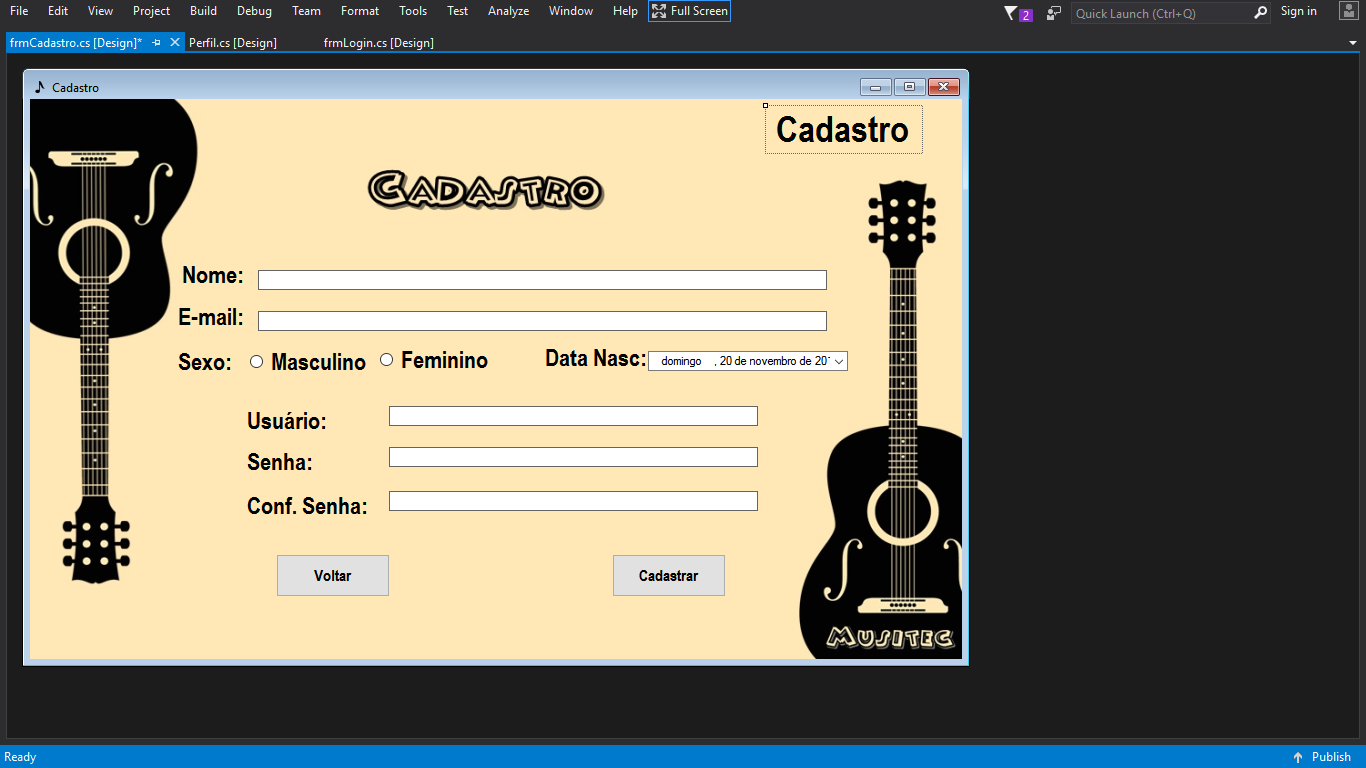 File Edit View Project Build Debug Team Format Tools Test Analyze Window Help Full Screen 2 Quick Launch (Ctrl+Q) Sign in
frmCadastro.cs [Design]* Perfil.cs [Design] frmLogin.cs [Design]
Cadastro
Cadastro
CADASTRO
Nome:
E-mail:
Sexo: Masculino Feminino Data Nasc: domingo , 20 de novembro de 201
Usuário:
Senha:
Conf. Senha:
Voltar Cadastrar
MUSITEC
Ready Publish